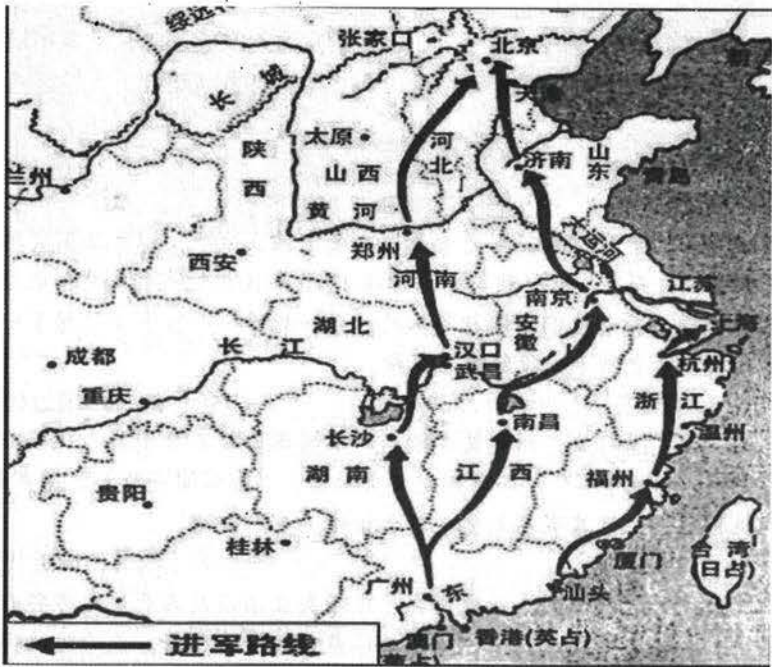 绥远
张家口
北京
长城
太原
山西
河北
陕西
兰州
济南
山东
青岛
黄河
郑州
西安
大运河
河南
江苏
南京
安徽
上海
湖北
汉口
武昌
杭州
长江
成都
重庆
浙江
长沙
南昌
温州
湖南
江西
福州
贵阳
桂林
厦门
台湾
(日占)
广州
广东
汕头
澳门
香港(英占)
进军路线